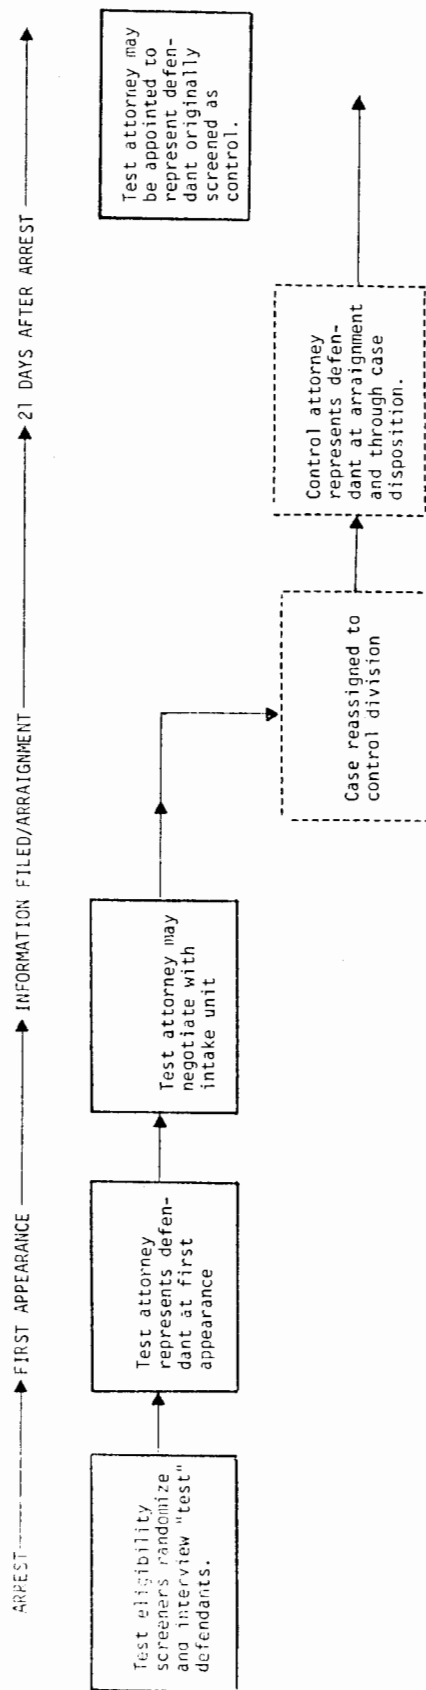 ARREST FIRST APPEARANCE INFORMATION FILED/ARRAIGNMENT 21 DAYS AFTER ARREST
Test eligibility
screeners randomize
and interview "test"
defendants.
Test attorney
represents defen-
dant at first
appearance
Test attorney may
negotiate with
intake unit
Case reassigned to
control division
Control attorney
represents defen-
dant at arraignment
and through case
disposition.
Test attorney may
be appointed to
represent defen-
dant originally
screened as
control.